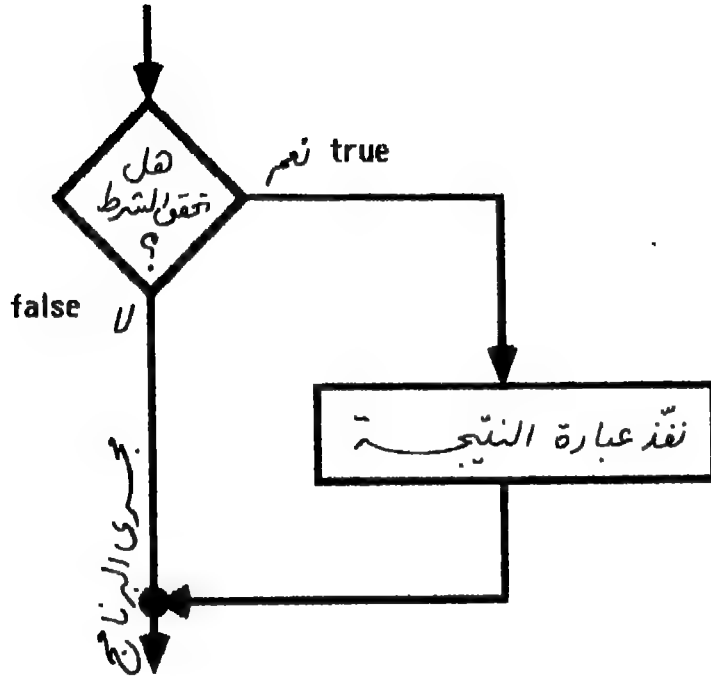 هل
تحقق الشرط
؟
نعم true
false لا
نفّذ عبارة النتيجة
مجرى البرنامج